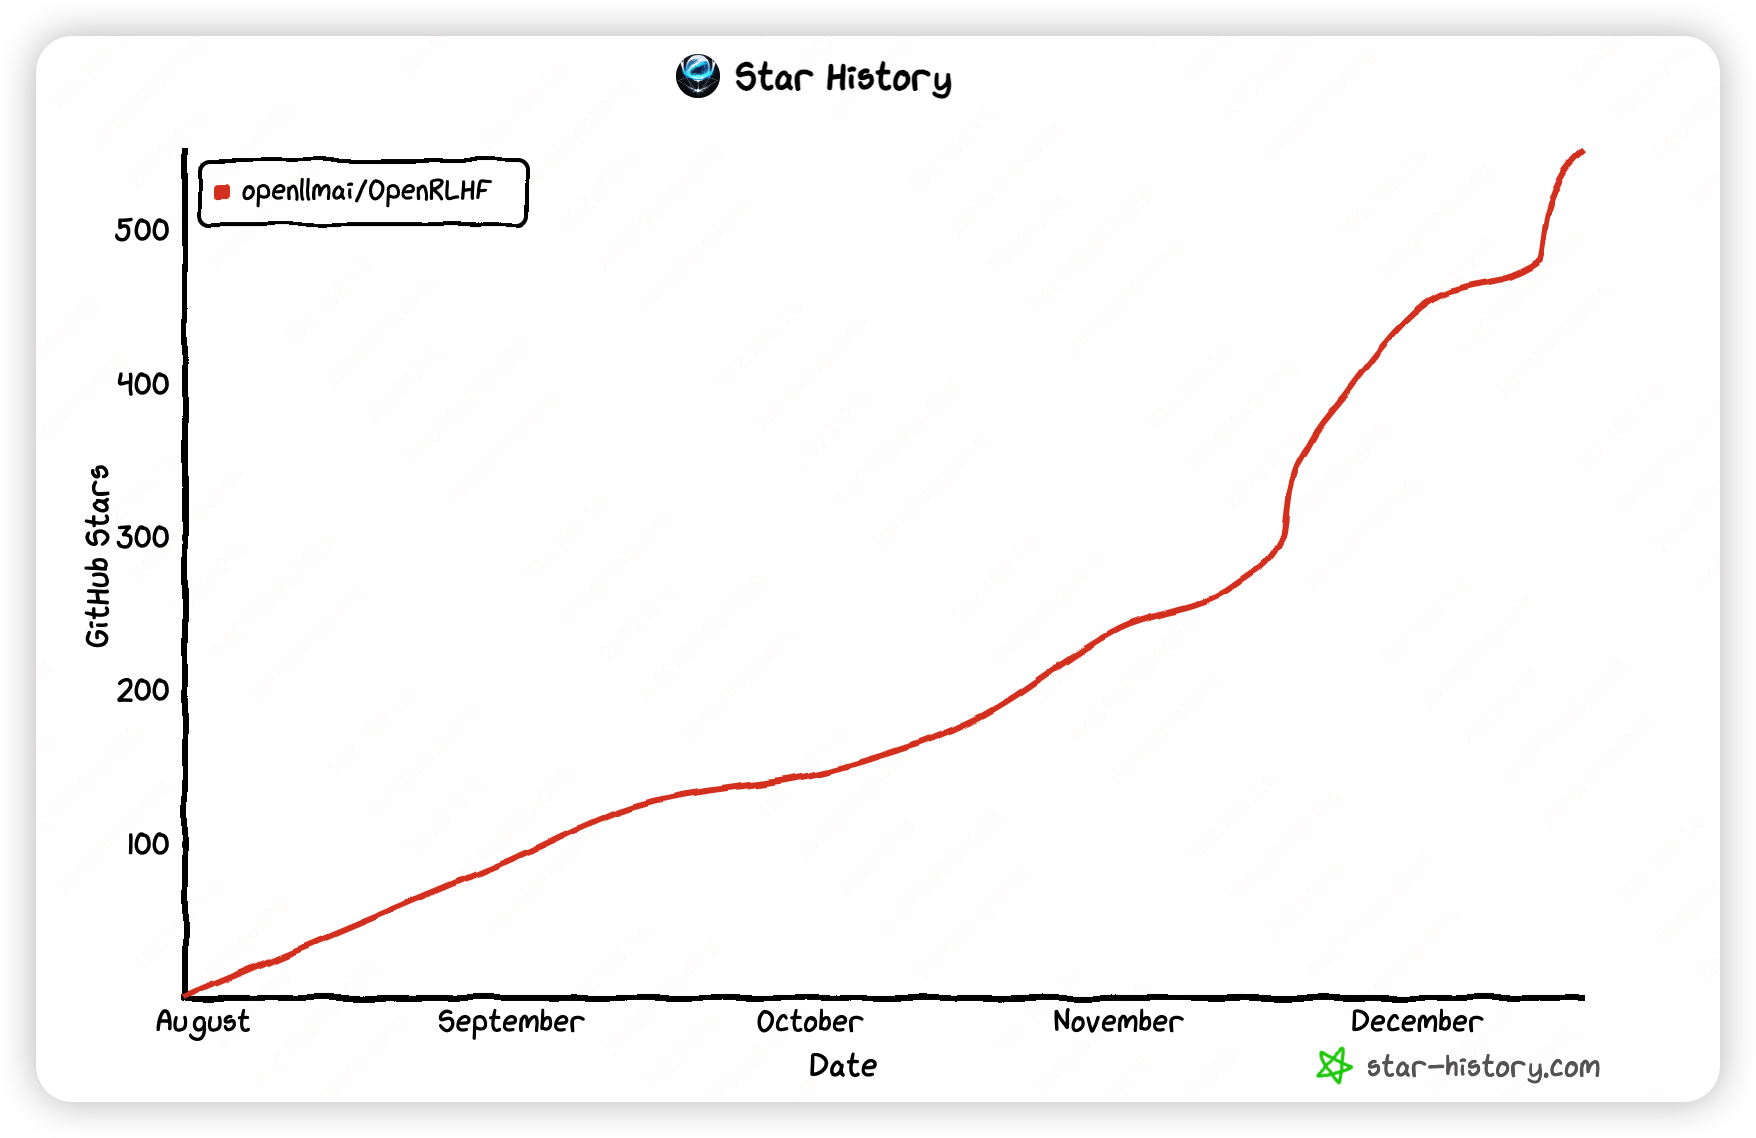 Star History
openllmai/OpenRLHF
500
400
300
200
100
GitHub Stars
August September October November December
Date
star-history.com